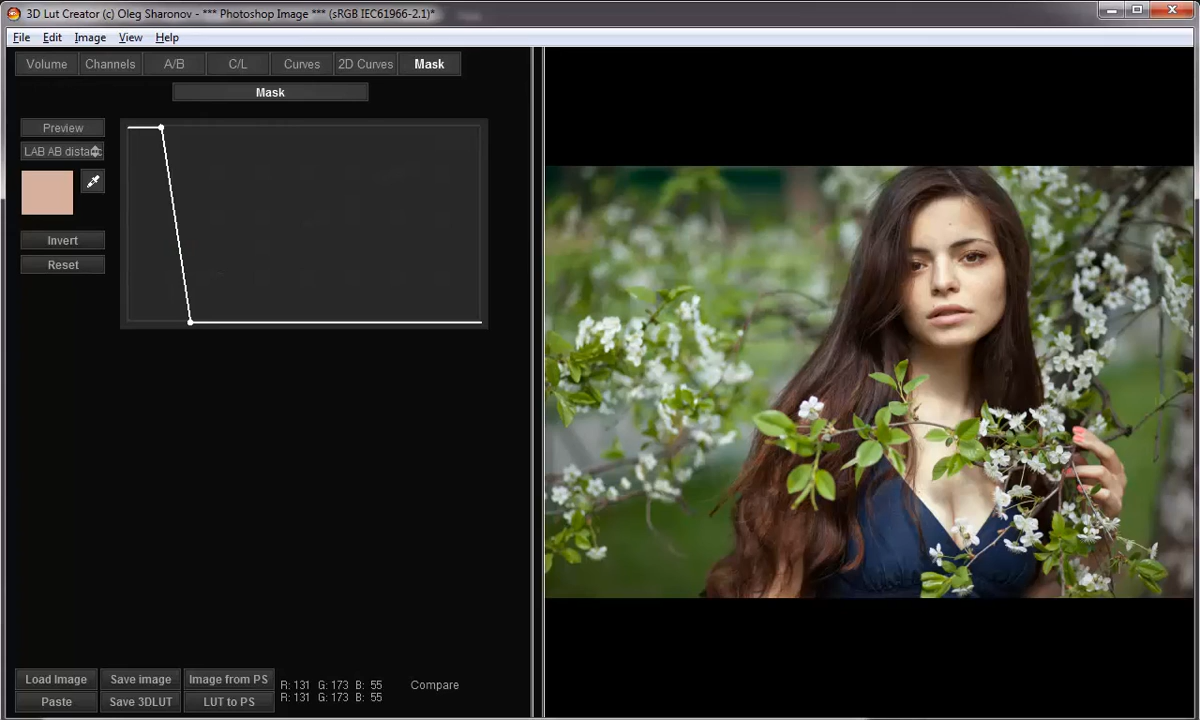 3D Lut Creator (c) Oleg Sharonov - *** Photoshop Image *** (sRGB IEC61966-2.1)*
File Edit Image View Help
Volume Channels A/B C/L Curves 2D Curves Mask
Mask
Preview
LAB AB distanc
Invert
Reset
Load Image Save image Image from PS
R: 131 G: 173 B: 55 Compare
R: 131 G: 173 B: 55
Paste Save 3DLUT LUT to PS